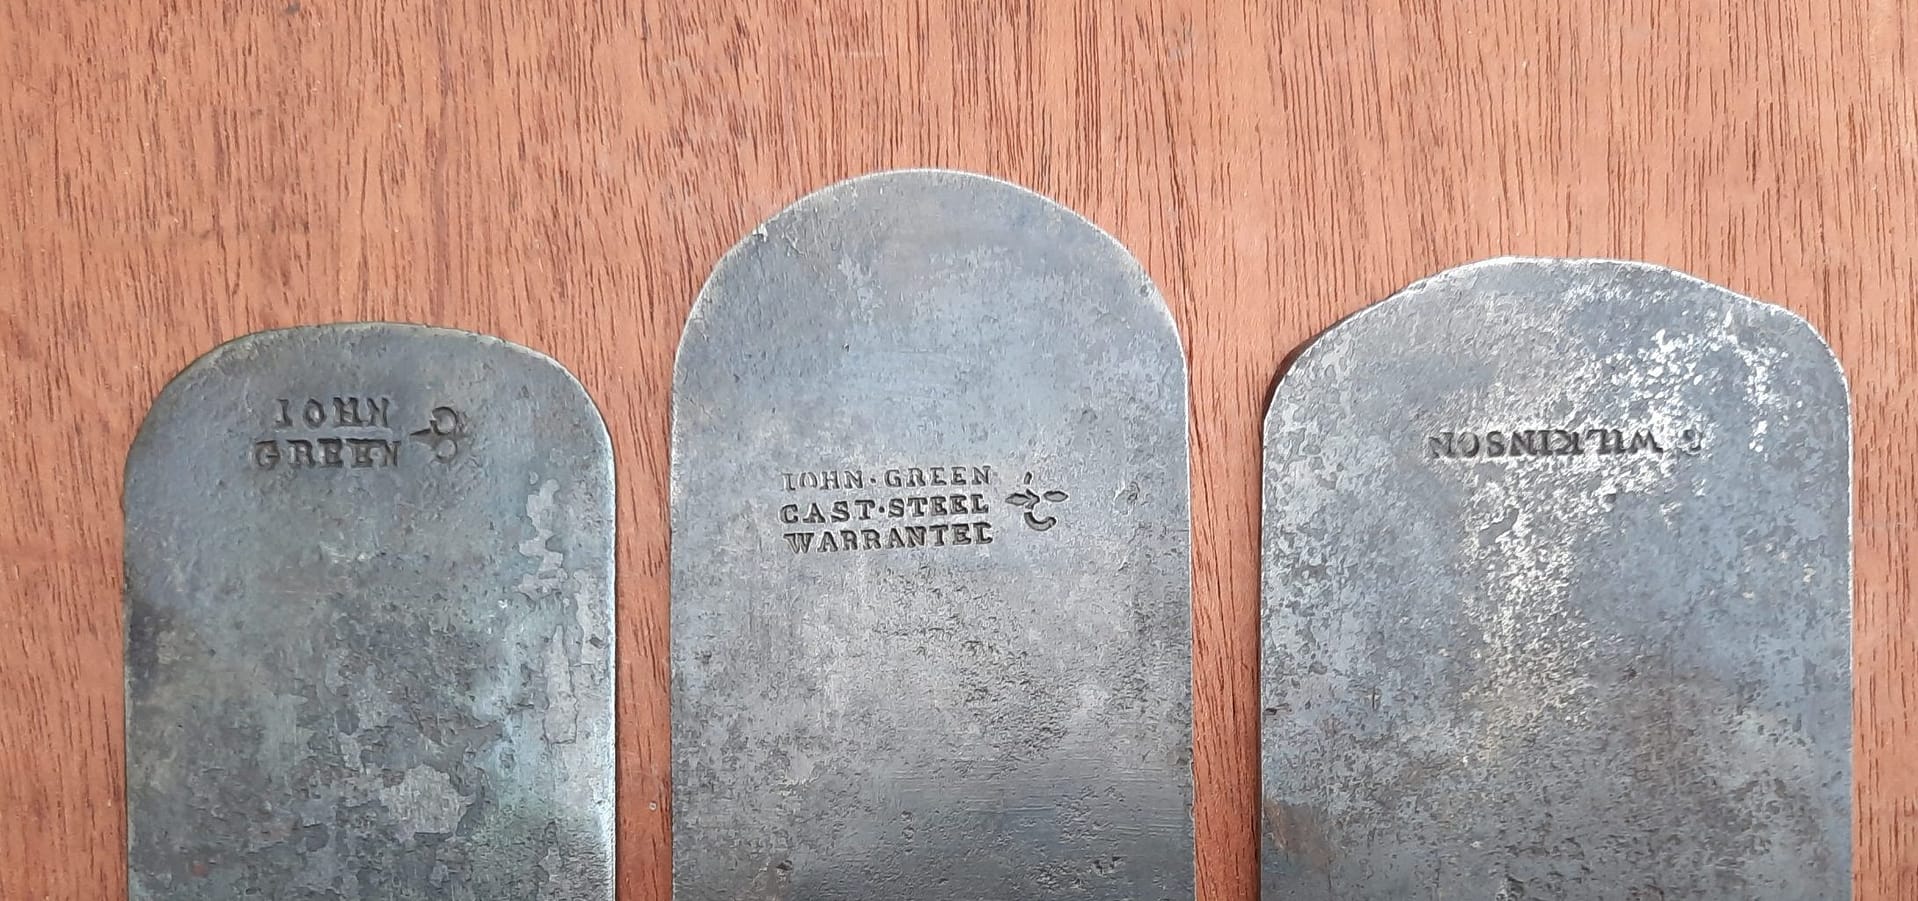 IOHN
GREEN
IOHN·GREEN
CAST·STEEL
WARRANTED
WILKINSON